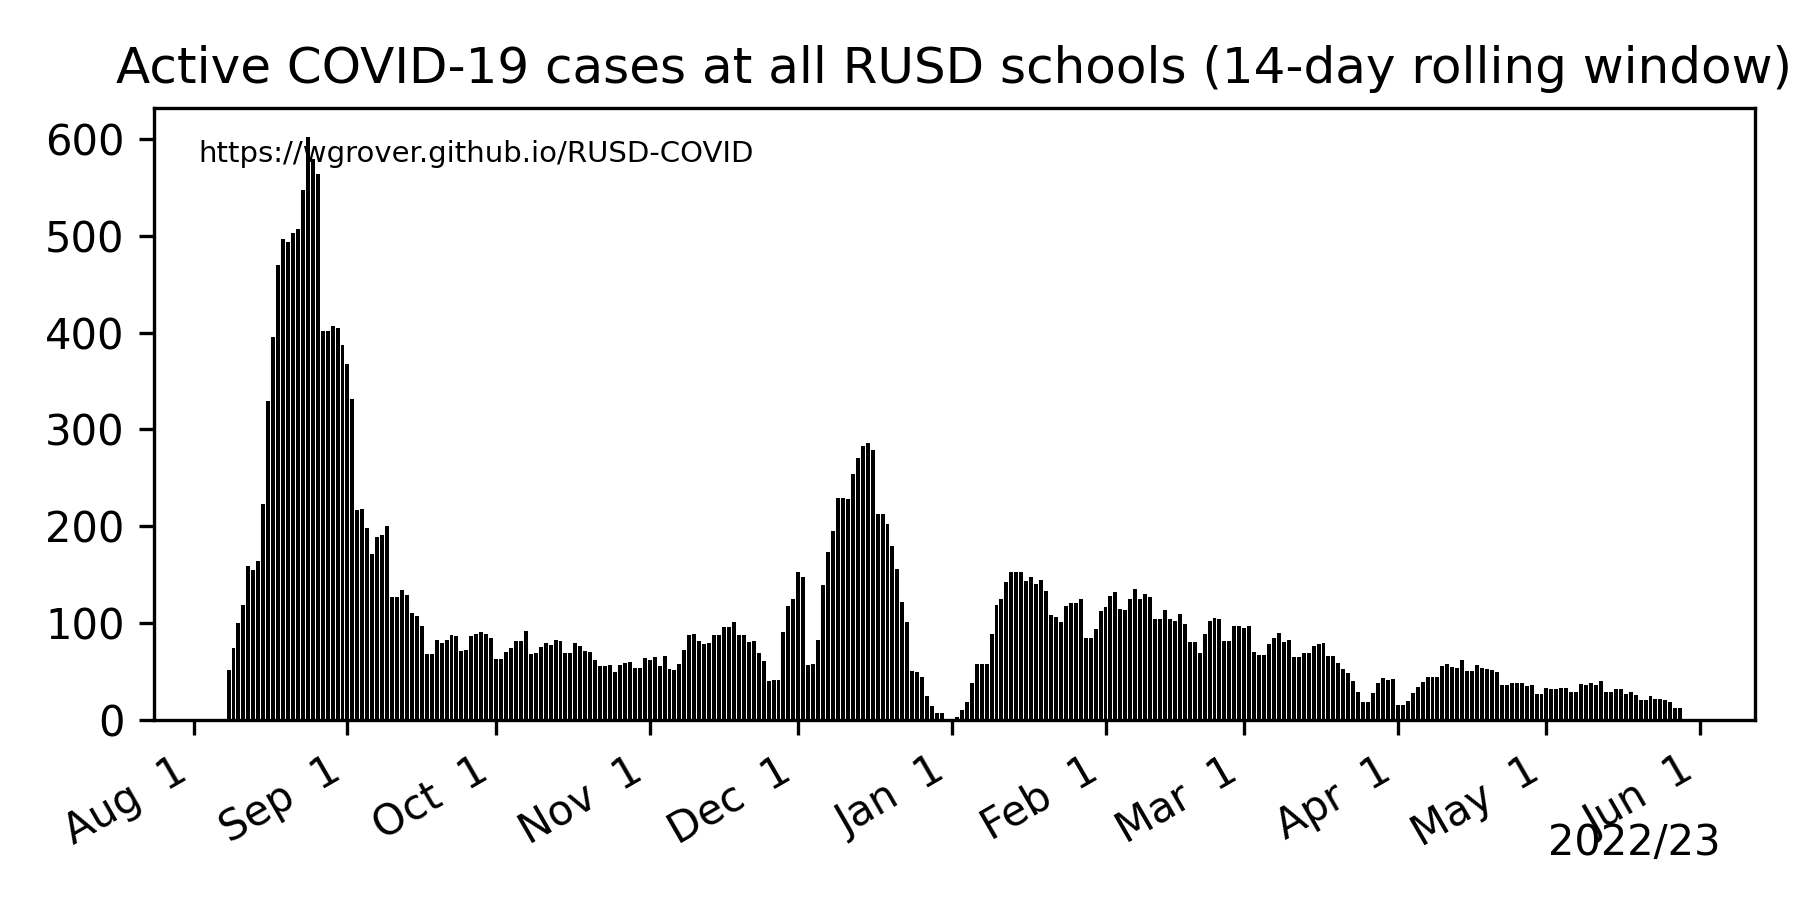 Active COVID-19 cases at all RUSD schools (14-day rolling window)
https://wgrover.github.io/RUSD-COVID
600
500
400
300
200
100
0
Aug 1
Sep 1
Oct 1
Nov 1
Dec 1
Jan 1
Feb 1
Mar 1
Apr 1
May 1
Jun 1
2022/23